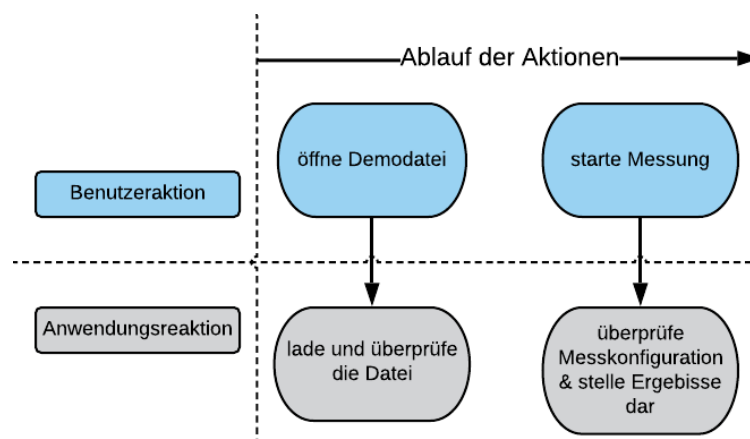 Ablauf der Aktionen
Benutzeraktion
öffne Demodatei
starte Messung
Anwendungsreaktion
lade und überprüfe
die Datei
überprüfe
Messkonfiguration
& stelle Ergebisse
dar